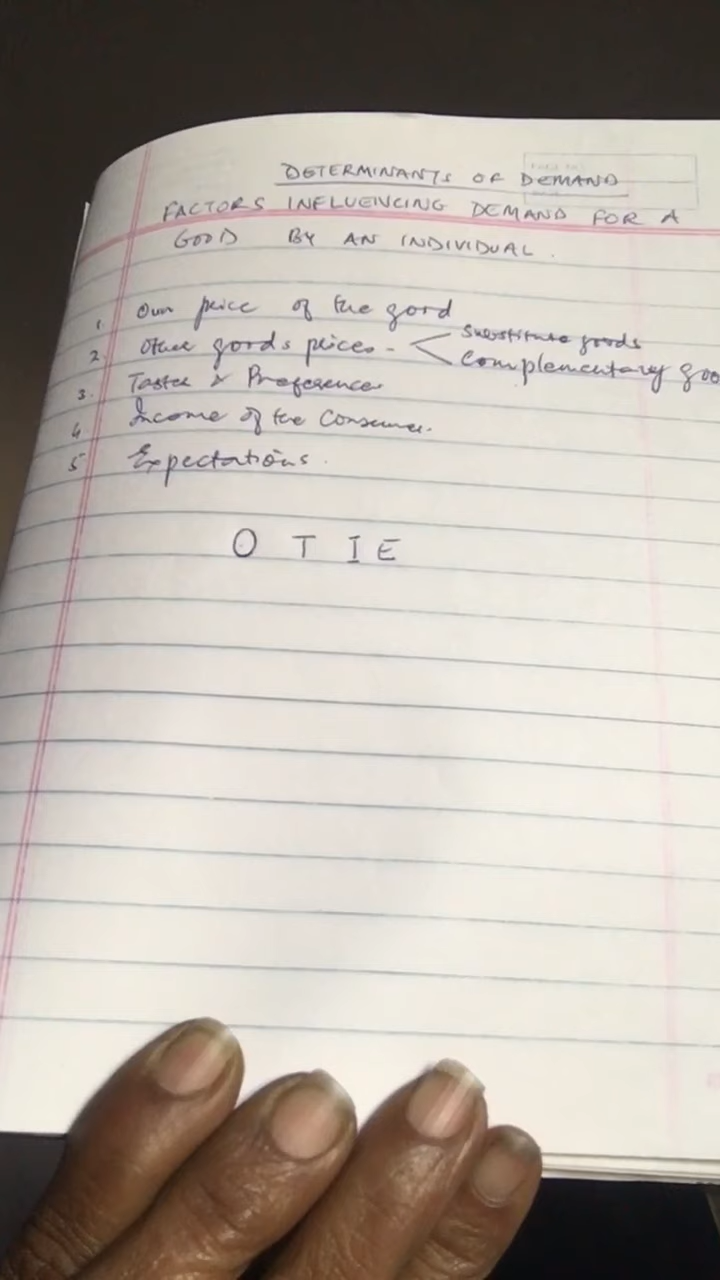 DETERMINANTS OF DEMAND
FACTORS INFLUENCING DEMAND FOR A
GOOD BY AN INDIVIDUAL.
1. Own price of the good
2. Other goods prices - < Substitute goods
Complementary goo
3. Tastes & Preferences
4 Income of the Consumer.
5 Expectations.
O T I E